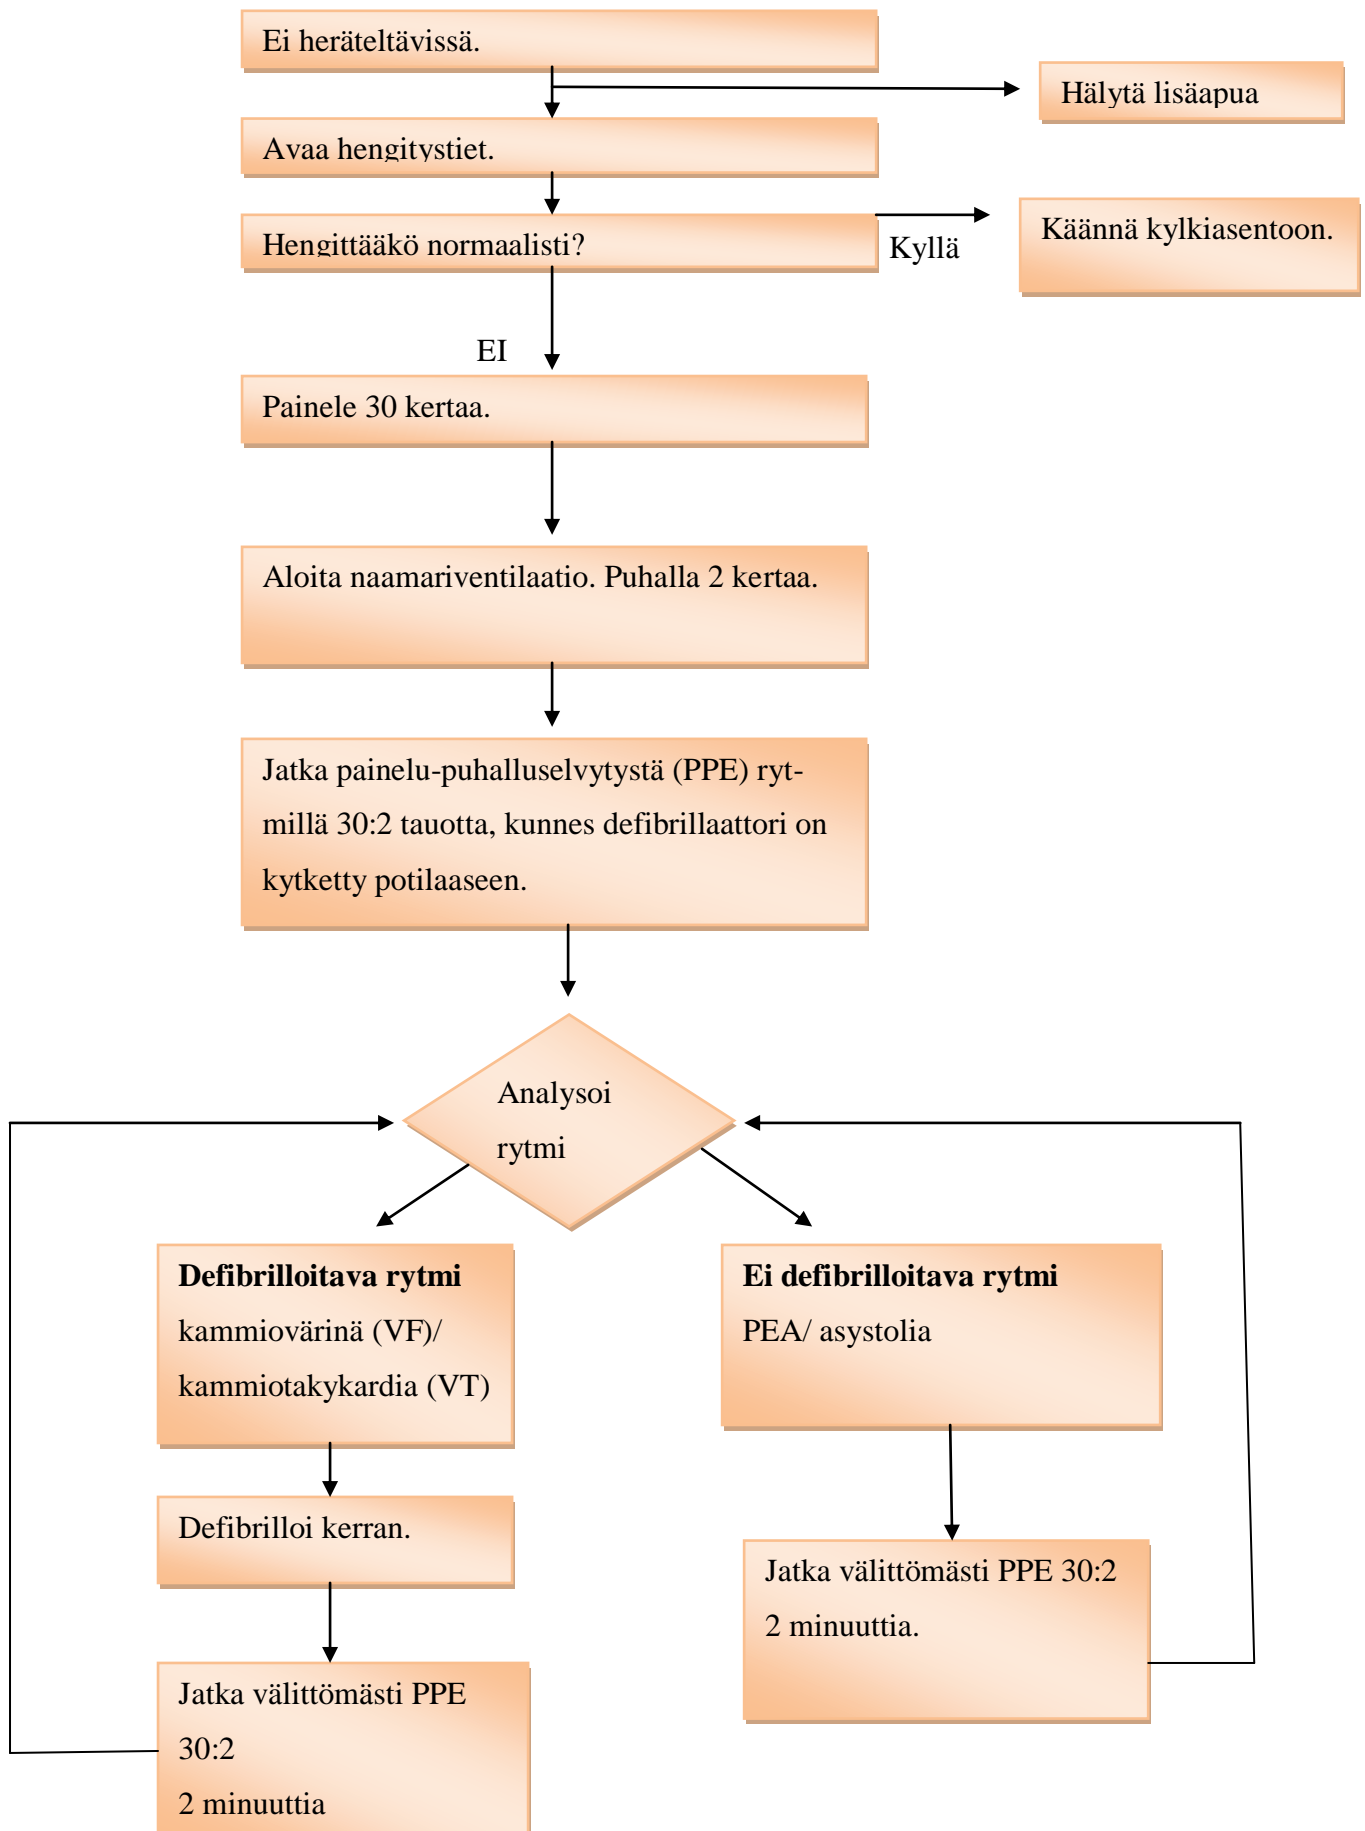 Ei heräteltävissä.
Hälytä lisäapua
Avaa hengitystiet.
Hengittääkö normaalisti?
Kyllä
Käännä kylkiasentoon.
EI
Painele 30 kertaa.
Aloita naamariventilaatio. Puhalla 2 kertaa.
Jatka painelu-puhalluselvytystä (PPE) ryt-
millä 30:2 tauotta, kunnes defibrillaattori on
kytketty potilaaseen.
Analysoi
rytmi
Defibrilloitava rytmi
kammiovärinä (VF)/
kammiotakykardia (VT)
Ei defibrilloitava rytmi
PEA/ asystolia
Defibrilloi kerran.
Jatka välittömästi PPE 30:2
2 minuuttia.
Jatka välittömästi PPE
30:2
2 minuuttia